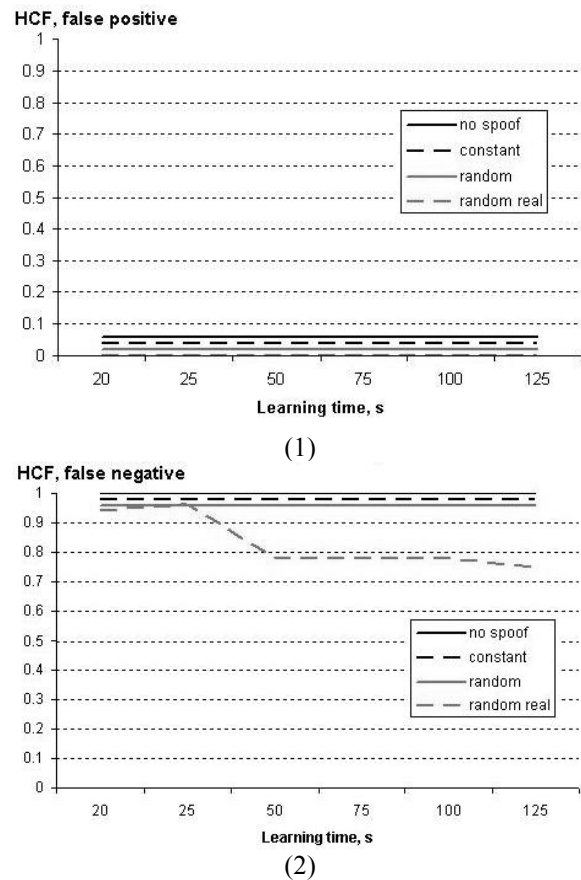 HCF, false positive
1
0.9
0.8
0.7
0.6
0.5
0.4
0.3
0.2
0.1
0
no spoof
constant
random
random real
20 25 50 75 100 125
Learning time, s
(1)
HCF, false negative
1
0.9
0.8
0.7
0.6
0.5
0.4
0.3
0.2
0.1
0
no spoof
constant
random
random real
20 25 50 75 100 125
Learning time, s
(2)